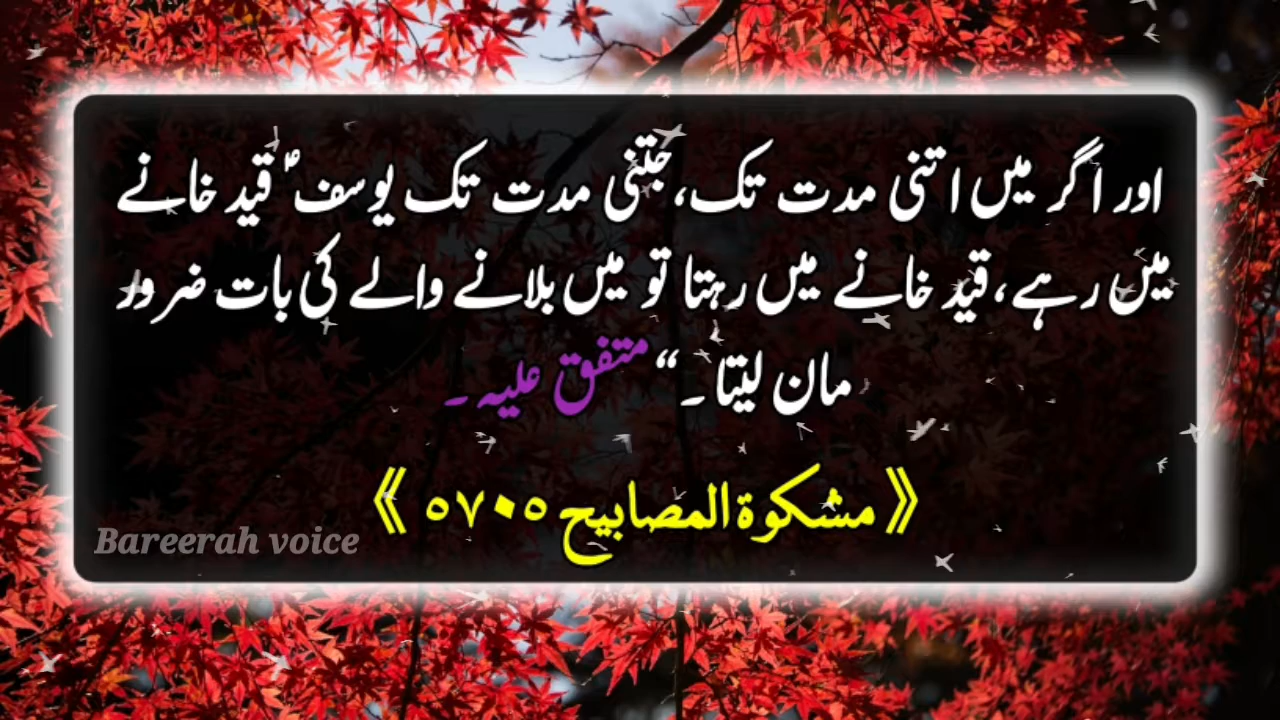 اور اگر میں اتنی مدت تک، جتنی مدت تک یوسفؑ قید خانے
میں رہے، قید خانے میں رہتا تو میں بلانے والے کی بات ضرور
مان لیتا۔“ متفق علیہ۔
《مشکوۃ المصابیح ۵۷۰۵》
Bareerah voice